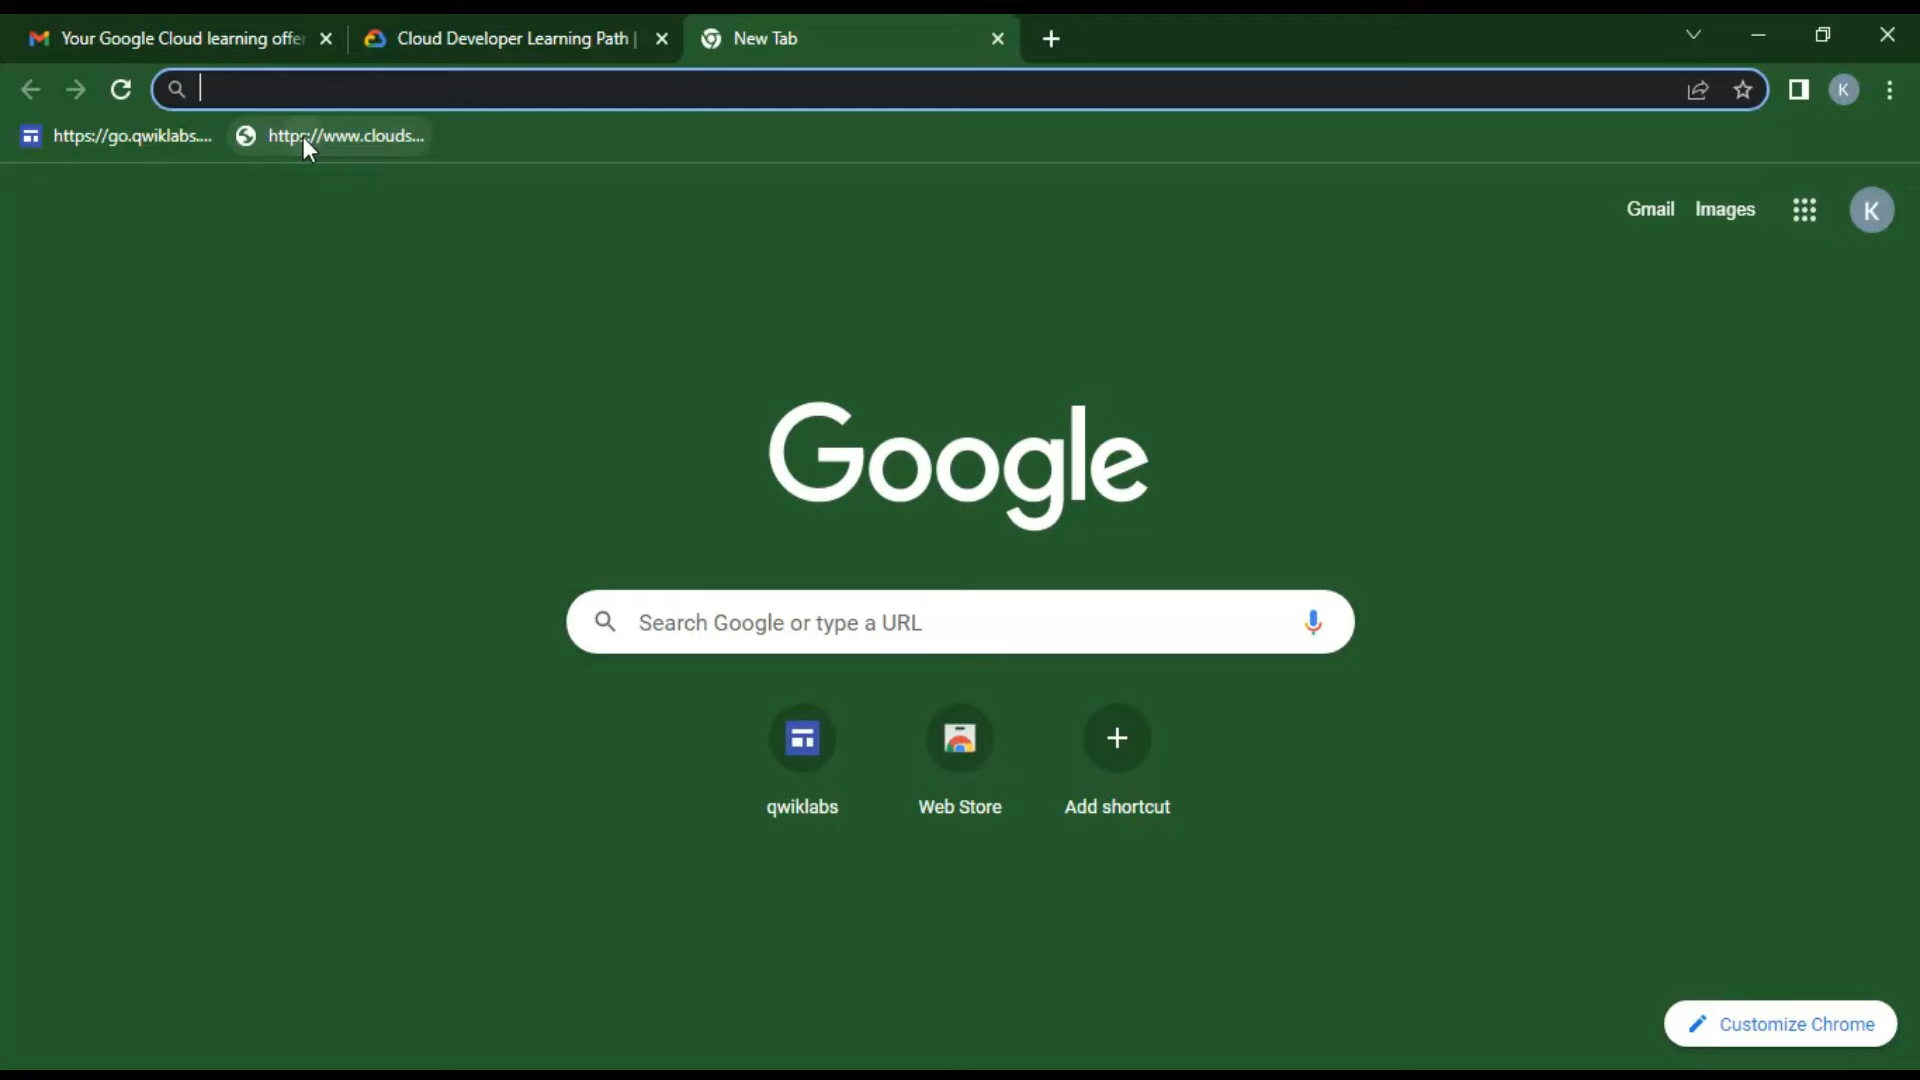 Your Google Cloud learning offe
Cloud Developer Learning Path |
New Tab
K
https://go.qwiklabs....
https://www.clouds...
Gmail
Images
K
Google
Search Google or type a URL
qwiklabs
Web Store
Add shortcut
Customize Chrome